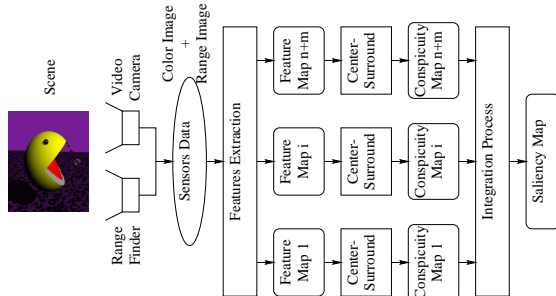 Scene
Range
Finder
Video
Camera
Color Image
+
Range Image
Sensors Data
Features Extraction
Feature
Map 1
Feature
Map i
Feature
Map n+m
Center-
Surround
Center-
Surround
Center-
Surround
Conspicuity
Map 1
Conspicuity
Map i
Conspicuity
Map n+m
Integration Process
Saliency Map